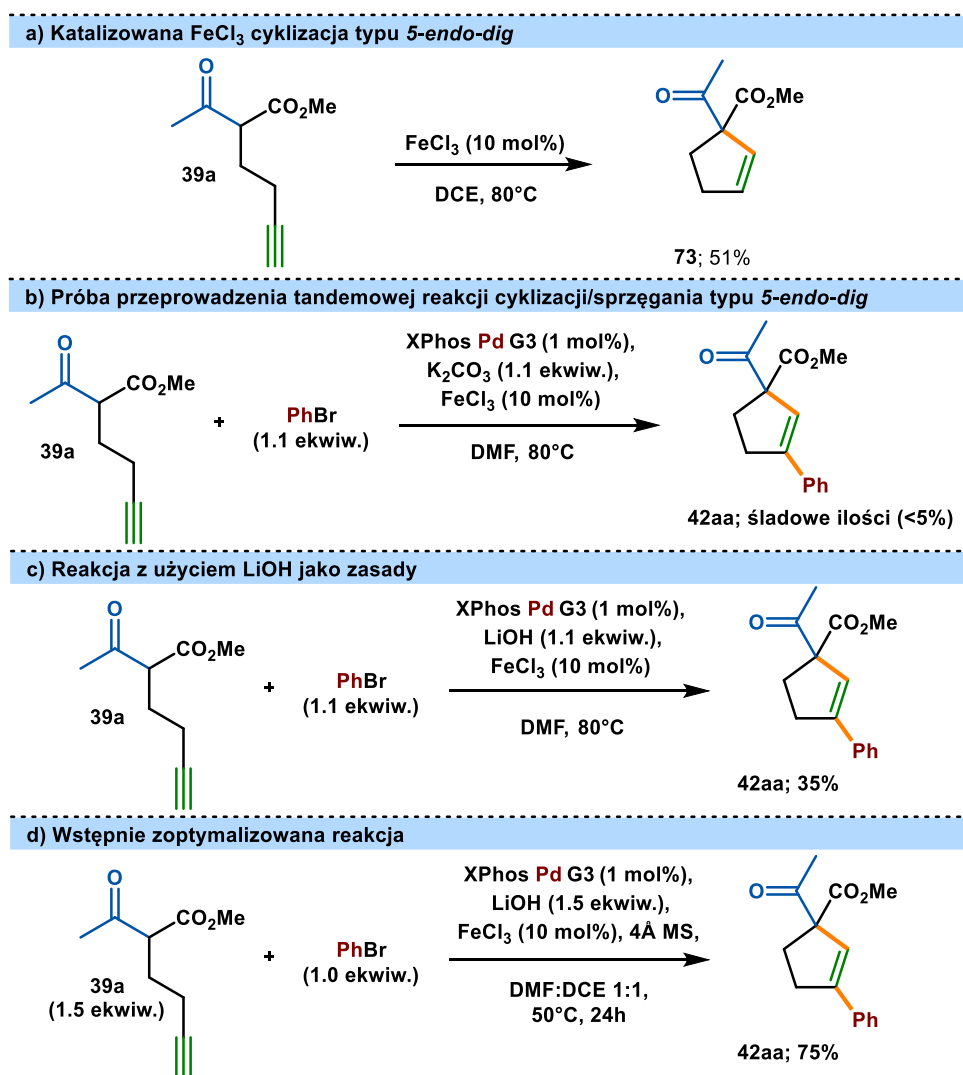 a) Katalizowana FeCl₃ cyklizacja typu 5-endo-dig
O
CO₂Me
39a
FeCl₃ (10 mol%)
DCE, 80°C
O
CO₂Me
73; 51%
b) Próba przeprowadzenia tandemowej reakcji cyklizacji/sprzęgania typu 5-endo-dig
O
CO₂Me
39a
+
PhBr
(1.1 ekwiw.)
XPhos Pd G3 (1 mol%),
K₂CO₃ (1.1 ekwiw.),
FeCl₃ (10 mol%)
DMF, 80°C
O
CO₂Me
Ph
42aa; śladowe ilości (<5%)
c) Reakcja z użyciem LiOH jako zasady
O
CO₂Me
39a
+
PhBr
(1.1 ekwiw.)
XPhos Pd G3 (1 mol%),
LiOH (1.1 ekwiw.),
FeCl₃ (10 mol%)
DMF, 80°C
O
CO₂Me
Ph
42aa; 35%
d) Wstępnie zoptymalizowana reakcja
O
CO₂Me
39a
(1.5 ekwiw.)
+
PhBr
(1.0 ekwiw.)
XPhos Pd G3 (1 mol%),
LiOH (1.5 ekwiw.),
FeCl₃ (10 mol%), 4Å MS,
DMF:DCE 1:1,
50°C, 24h
O
CO₂Me
Ph
42aa; 75%